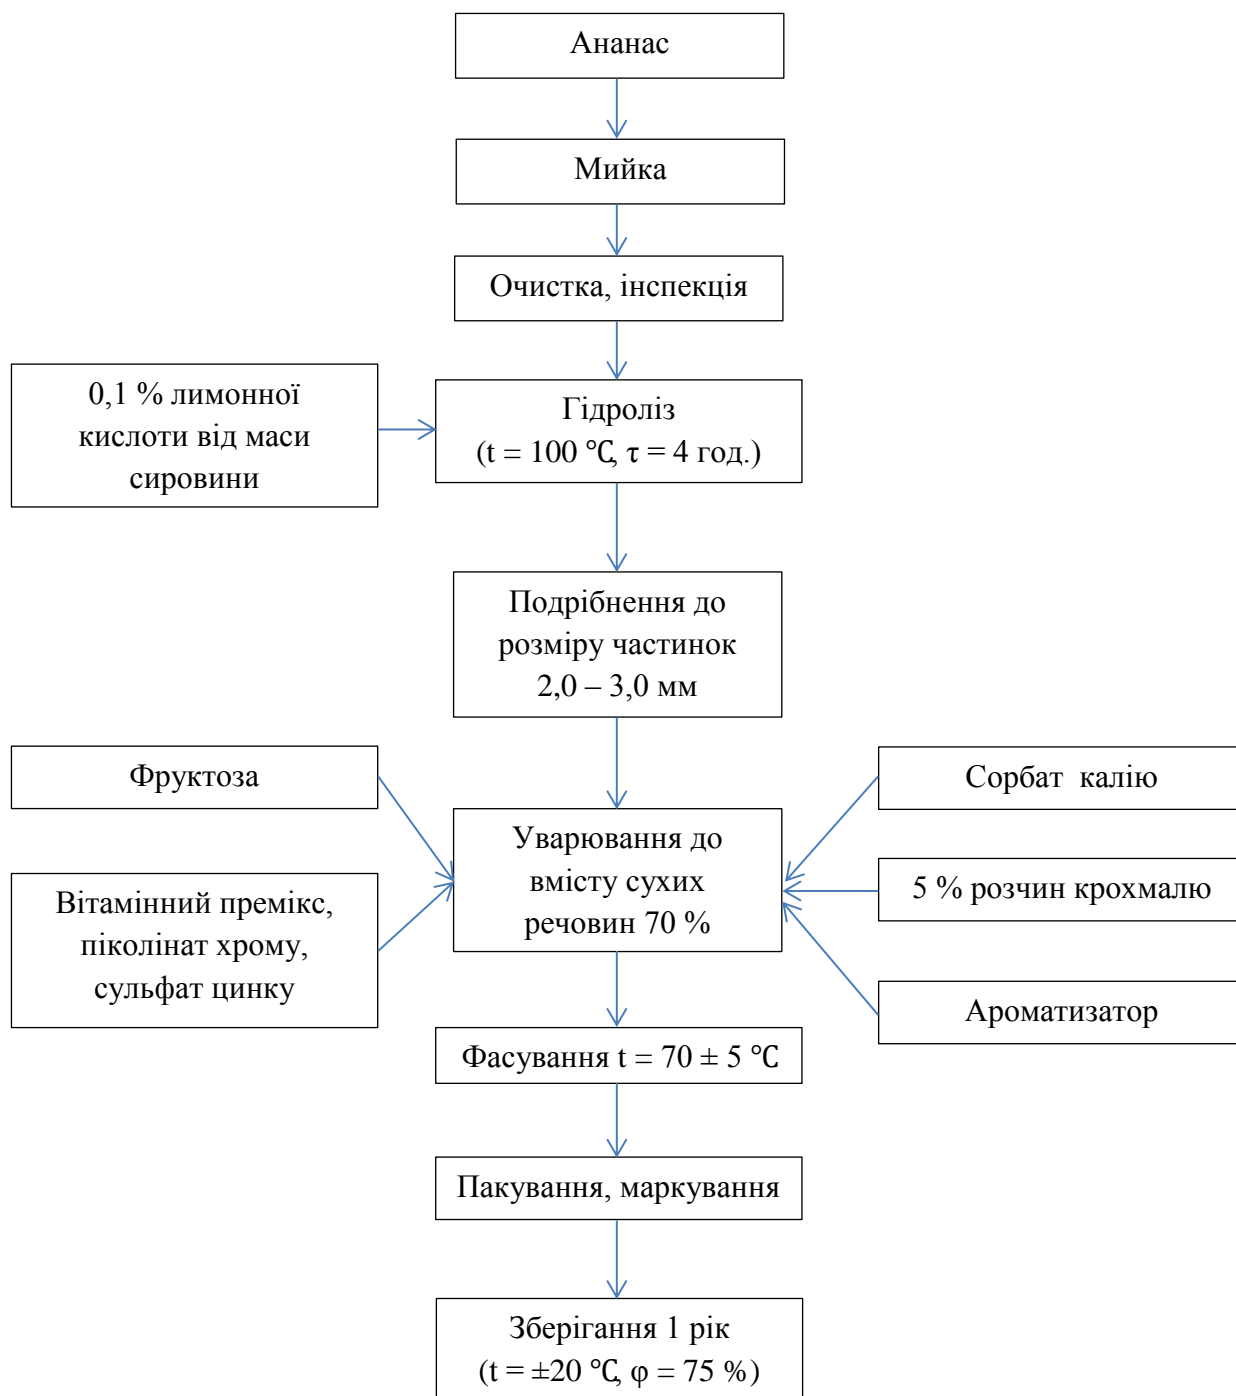 Ананас
Мийка
Очистка, інспекція
0,1 % лимонної
кислоти від маси
сировини
Гідроліз
(t = 100 ℃, τ = 4 год.)
Подрібнення до
розміру частинок
2,0 – 3,0 мм
Фруктоза
Вітамінний премікс,
піколінат хрому,
сульфат цинку
Уварювання до
вмісту сухих
речовин 70 %
Сорбат калію
5 % розчин крохмалю
Ароматизатор
Фасування t = 70 ± 5 ℃
Пакування, маркування
Зберігання 1 рік
(t = ±20 ℃, φ = 75 %)